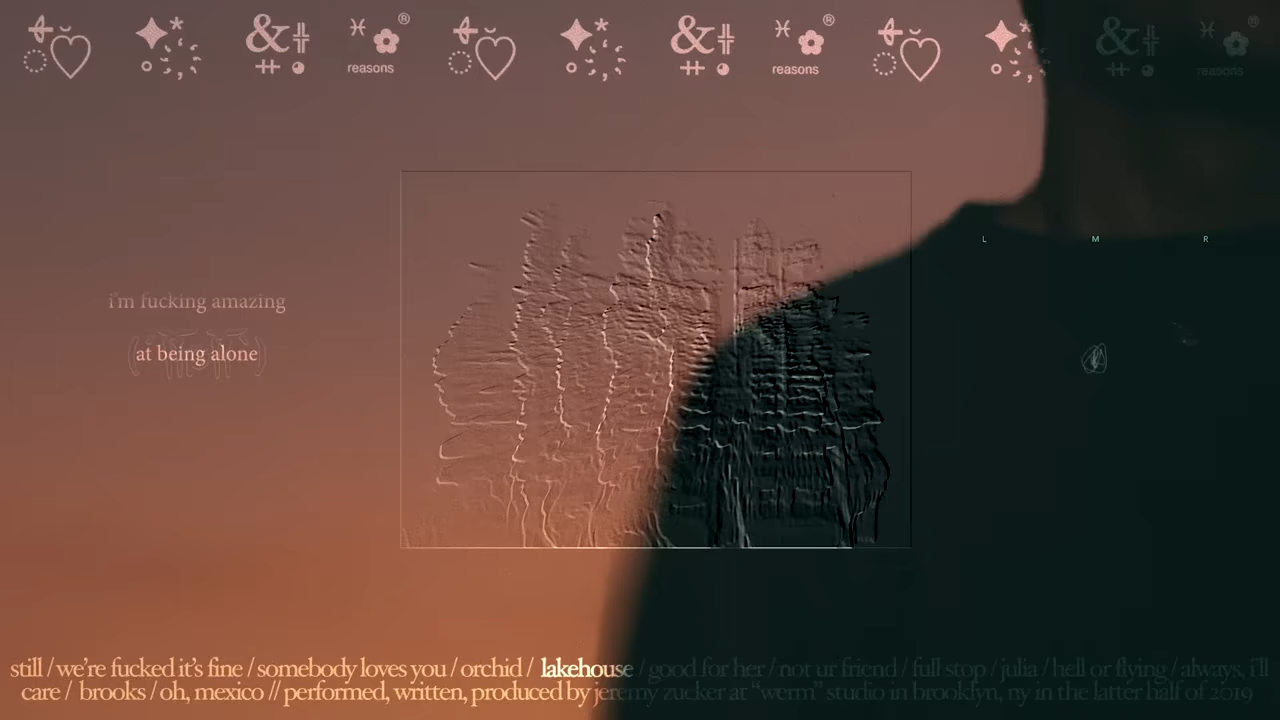 reasons ®
reasons ®
reasons ®
L M R
i'm fucking amazing
at being alone
still / we're fucked it's fine / somebody loves you / orchid / lakehouse / good for her / not ur friend / full stop / julia / hell or flying / always, i'll
care / brooks / oh, mexico // performed, written, produced by jeremy zucker at “werm” studio in brooklyn, ny in the latter half of 2019